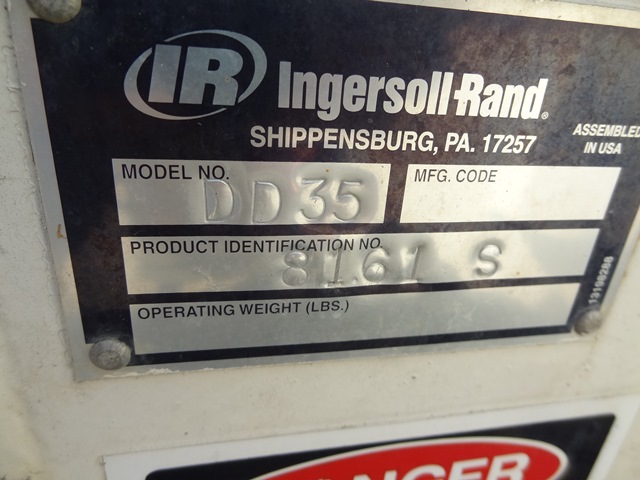 IR Ingersoll-Rand®
SHIPPENSBURG, PA. 17257
ASSEMBLED
IN USA
MODEL NO. DD35
MFG. CODE
PRODUCT IDENTIFICATION NO.
8161 S
OPERATING WEIGHT (LBS.)
13198288